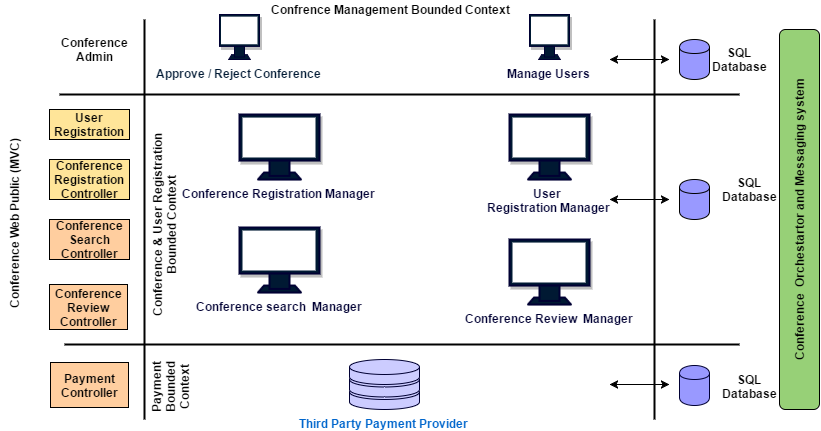 Confrence Management Bounded Context
Conference
Admin
Approve / Reject Conference
Manage Users
SQL
Database
Conference Web Public (MVC)
User
Registration
Conference
Registration
Controller
Conference
Search
Controller
Conference
Review
Controller
Conference & User Registration
Bounded Context
Conference Registration Manager
User
Registration Manager
Conference search Manager
Conference Review Manager
SQL
Database
Payment
Controller
Payment
Bounded
Context
Third Party Payment Provider
SQL
Database
Conference Orchestartor and Messaging system